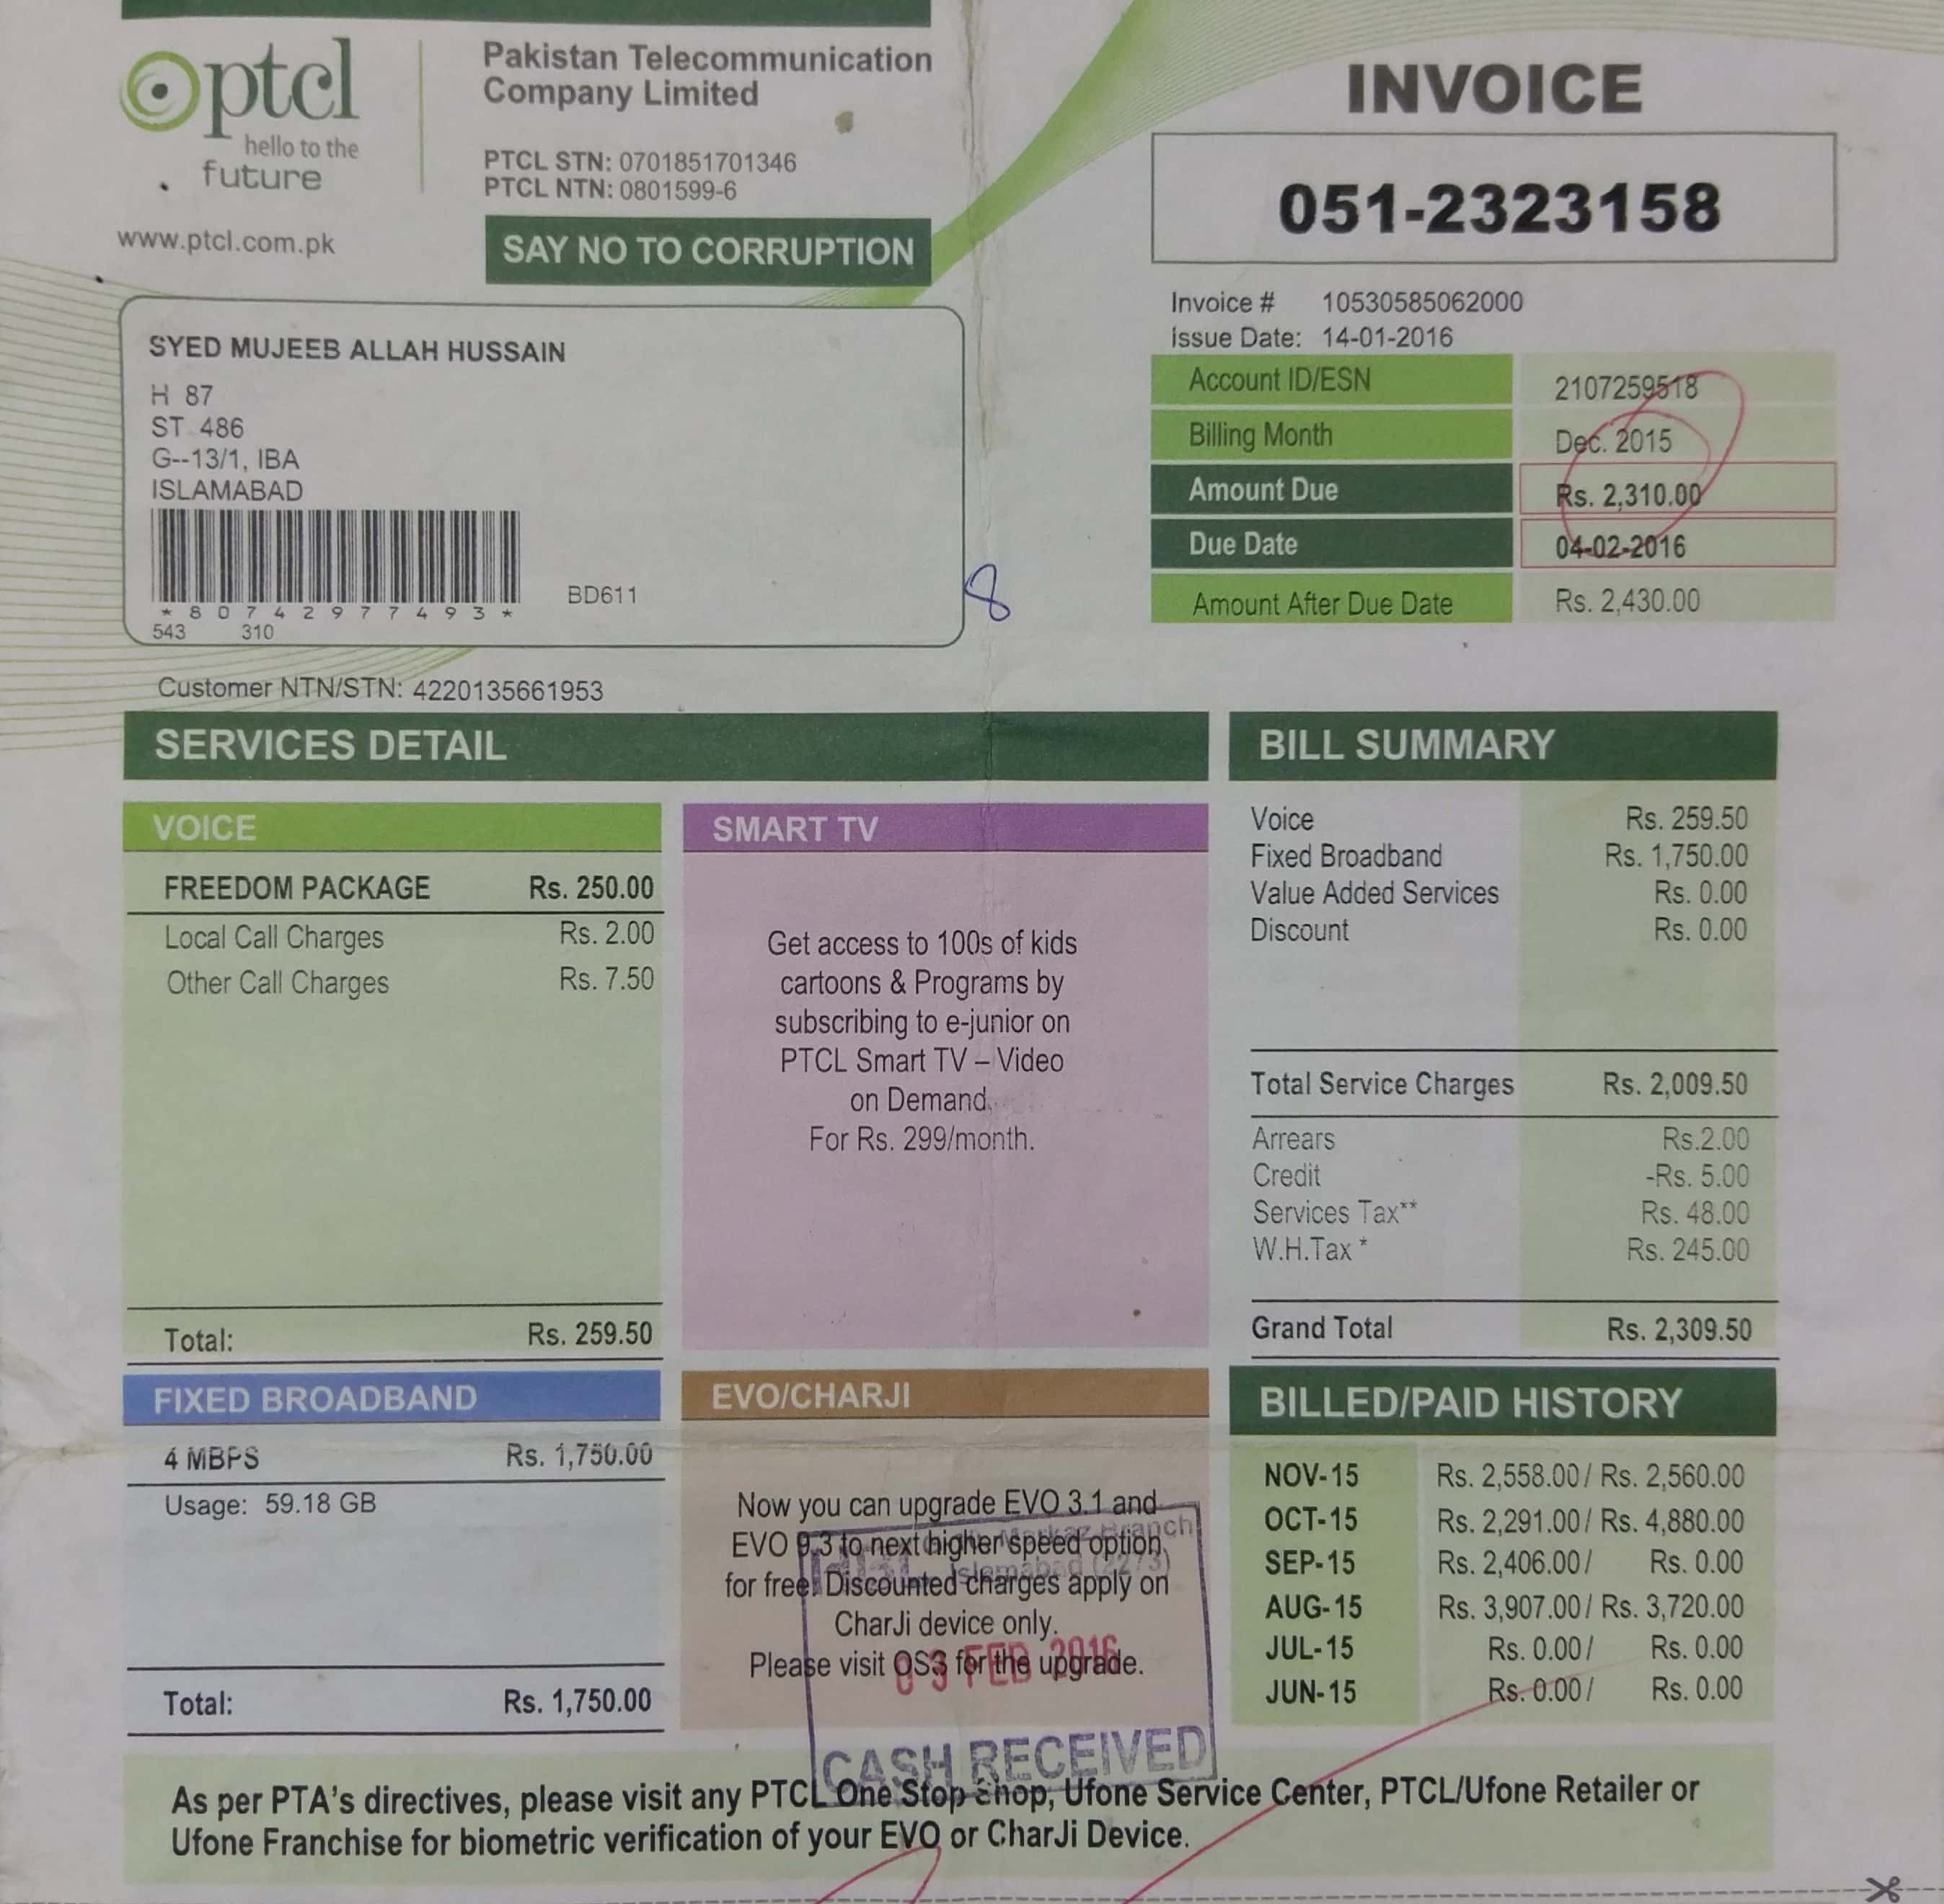 ptcl
hello to the
future
www.ptcl.com.pk
Pakistan Telecommunication
Company Limited
PTCL STN: 0701851701346
PTCL NTN: 0801599-6
SAY NO TO CORRUPTION
INVOICE
051-2323158
Invoice # 10530585062000
Issue Date: 14-01-2016
Account ID/ESN 2107259518
Billing Month Dec. 2015
Amount Due Rs. 2,310.00
Due Date 04-02-2016
Amount After Due Date Rs. 2,430.00
SYED MUJEEB ALLAH HUSSAIN
H 87
ST 486
G--13/1, IBA
ISLAMABAD
* 8 0 7 4 2 9 7 7 4 9 3 *
543 310
BD611
8
Customer NTN/STN: 4220135661953
SERVICES DETAIL
VOICE
FREEDOM PACKAGE Rs. 250.00
Local Call Charges Rs. 2.00
Other Call Charges Rs. 7.50
Total: Rs. 259.50
SMART TV
Get access to 100s of kids
cartoons & Programs by
subscribing to e-junior on
PTCL Smart TV – Video
on Demand.
For Rs. 299/month.
BILL SUMMARY
Voice Rs. 259.50
Fixed Broadband Rs. 1,750.00
Value Added Services Rs. 0.00
Discount Rs. 0.00
Total Service Charges Rs. 2,009.50
Arrears Rs.2.00
Credit -Rs. 5.00
Services Tax** Rs. 48.00
W.H.Tax * Rs. 245.00
Grand Total Rs. 2,309.50
FIXED BROADBAND
4 MBPS Rs. 1,750.00
Usage: 59.18 GB
Total: Rs. 1,750.00
EVO/CHARJI
Now you can upgrade EVO 3.1 and
EVO 9.3 to next higher speed option
for free! Discounted charges apply on
CharJi device only.
Please visit OS3 for the upgrade.
Markaz Branch
Islamabad (2273)
03 FEB 2016
CASH RECEIVED
BILLED/PAID HISTORY
NOV-15 Rs. 2,558.00/ Rs. 2,560.00
OCT-15 Rs. 2,291.00/ Rs. 4,880.00
SEP-15 Rs. 2,406.00/ Rs. 0.00
AUG-15 Rs. 3,907.00/ Rs. 3,720.00
JUL-15 Rs. 0.00/ Rs. 0.00
JUN-15 Rs. 0.00/ Rs. 0.00
As per PTA's directives, please visit any PTCL One Stop Shop, Ufone Service Center, PTCL/Ufone Retailer or
Ufone Franchise for biometric verification of your EVO or CharJi Device.